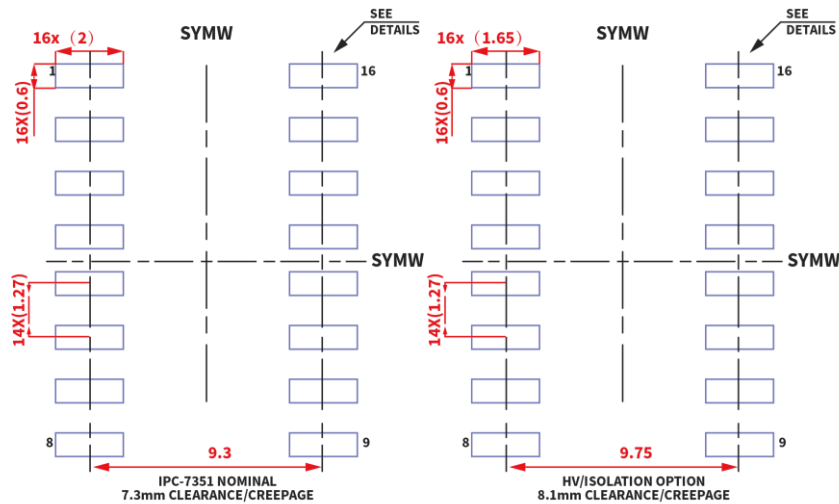 16x（2）
SYMW
SEE
DETAILS
1
16
16X(0.6)
SYMW
14X(1.27)
8
9
9.3
IPC-7351 NOMINAL
7.3mm CLEARANCE/CREEPAGE
16x（1.65）
SYMW
SEE
DETAILS
1
16
16X(0.6)
SYMW
14X(1.27)
8
9
9.75
HV/ISOLATION OPTION
8.1mm CLEARANCE/CREEPAGE